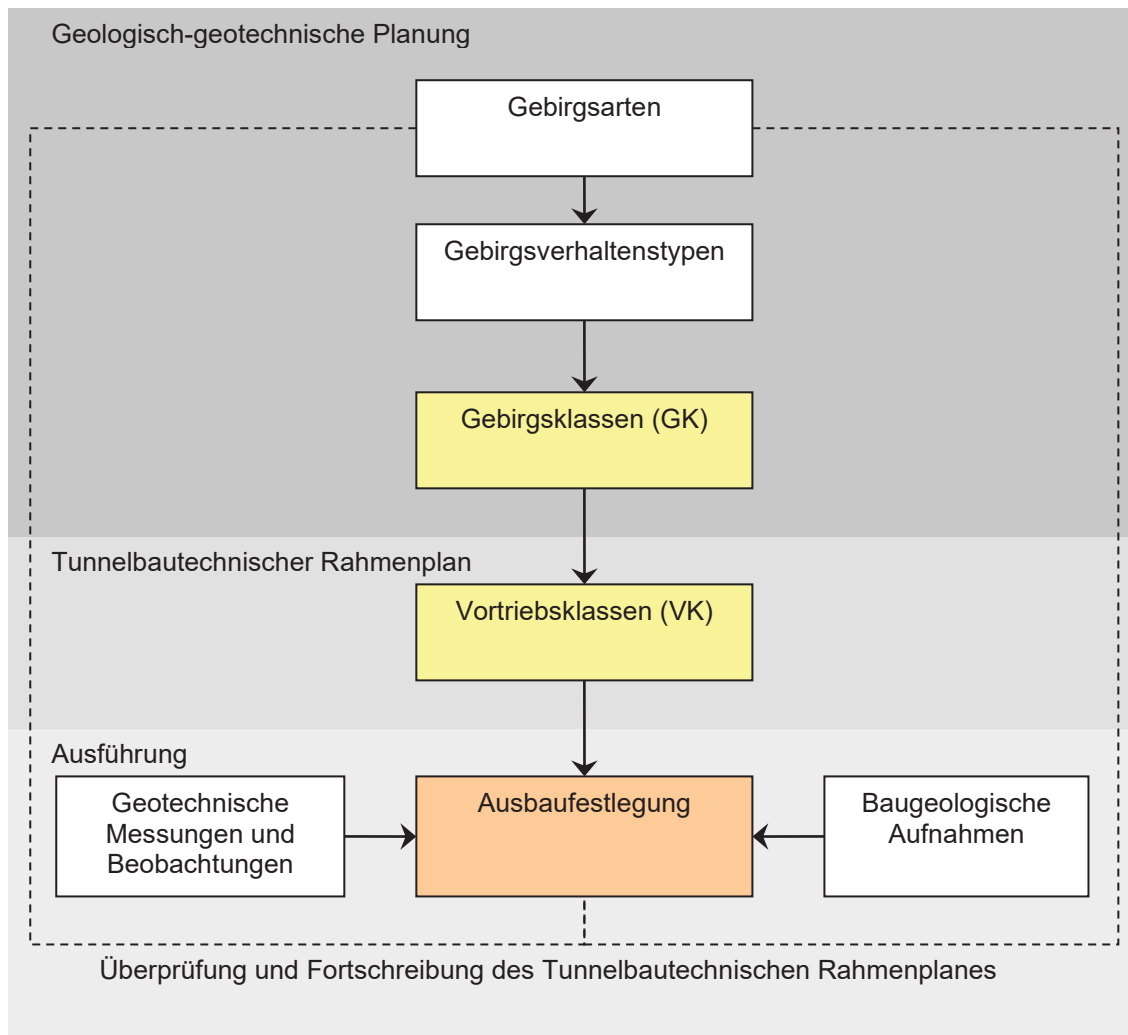 Geologisch-geotechnische Planung
Gebirgsarten
Gebirgsverhaltenstypen
Gebirgsklassen (GK)
Tunnelbautechnischer Rahmenplan
Vortriebsklassen (VK)
Ausführung
Geotechnische
Messungen und
Beobachtungen
Ausbaufestlegung
Baugeologische
Aufnahmen
Überprüfung und Fortschreibung des Tunnelbautechnischen Rahmenplanes